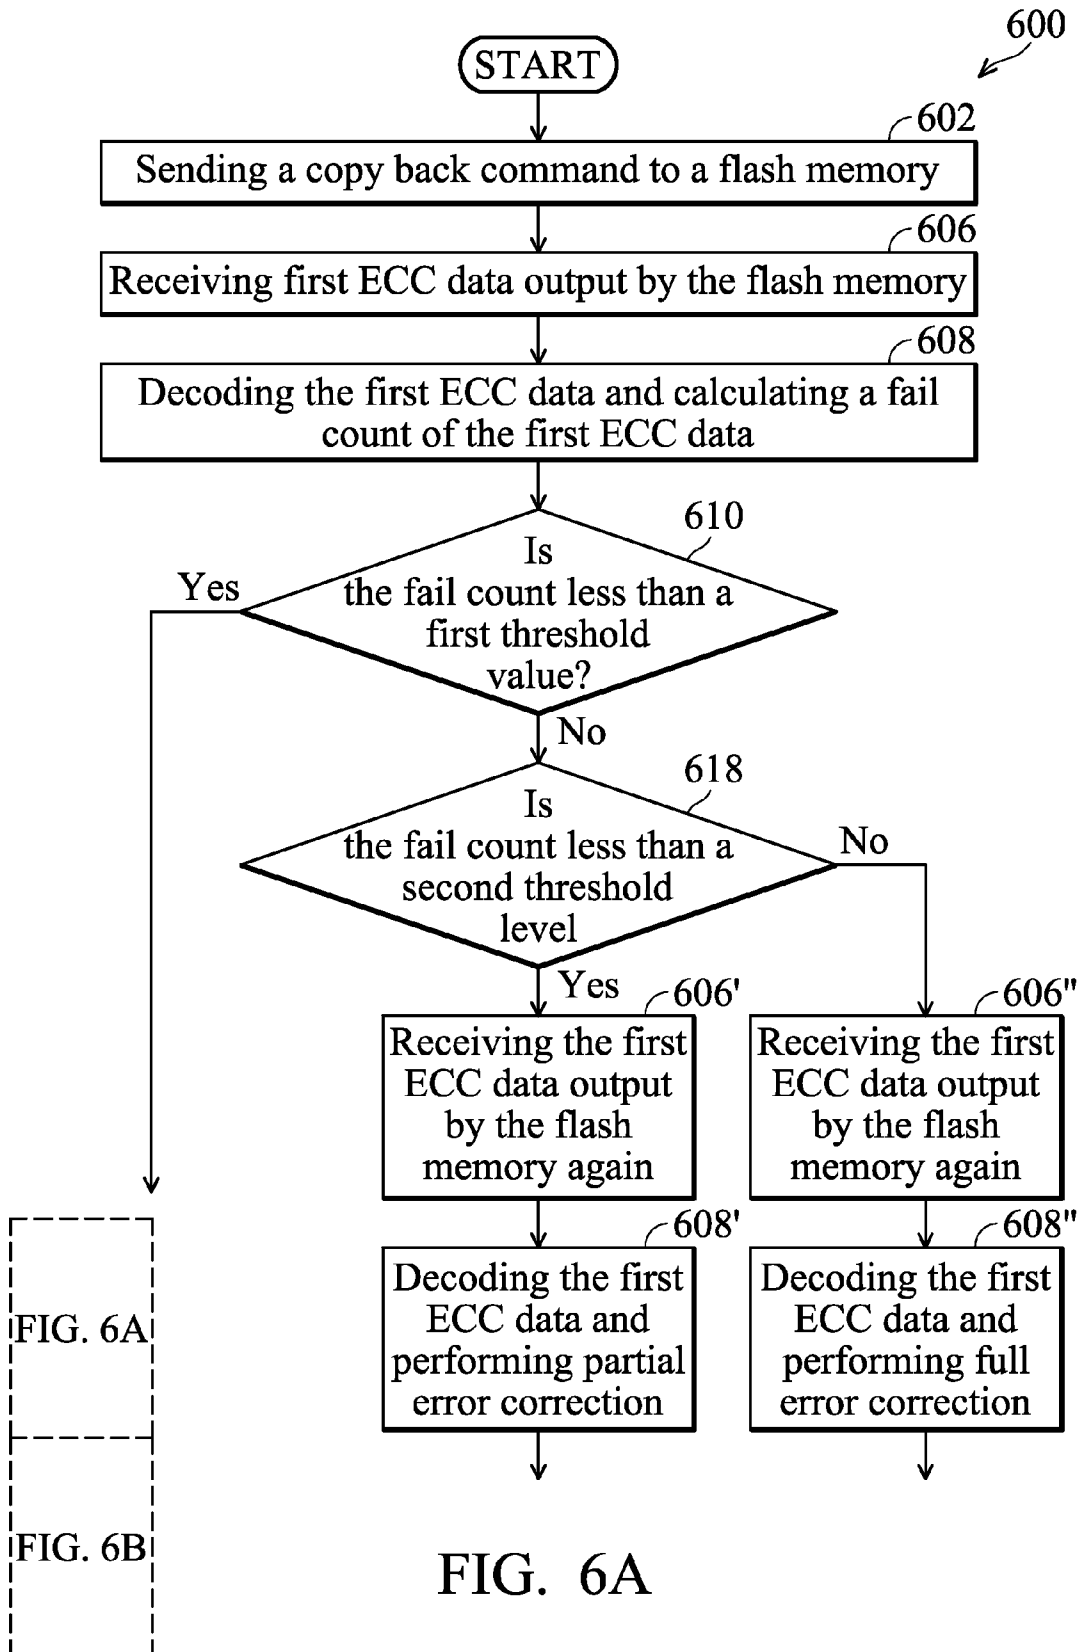 600
START
602
Sending a copy back command to a flash memory
606
Receiving first ECC data output by the flash memory
608
Decoding the first ECC data and calculating a fail
count of the first ECC data
610
Is
the fail count less than a
first threshold
value?
Yes
No
618
Is
the fail count less than a
second threshold
level
No
Yes
606'
Receiving the first
ECC data output
by the flash
memory again
606"
Receiving the first
ECC data output
by the flash
memory again
608'
Decoding the first
ECC data and
performing partial
error correction
608"
Decoding the first
ECC data and
performing full
error correction
FIG. 6A
FIG. 6B
FIG. 6A